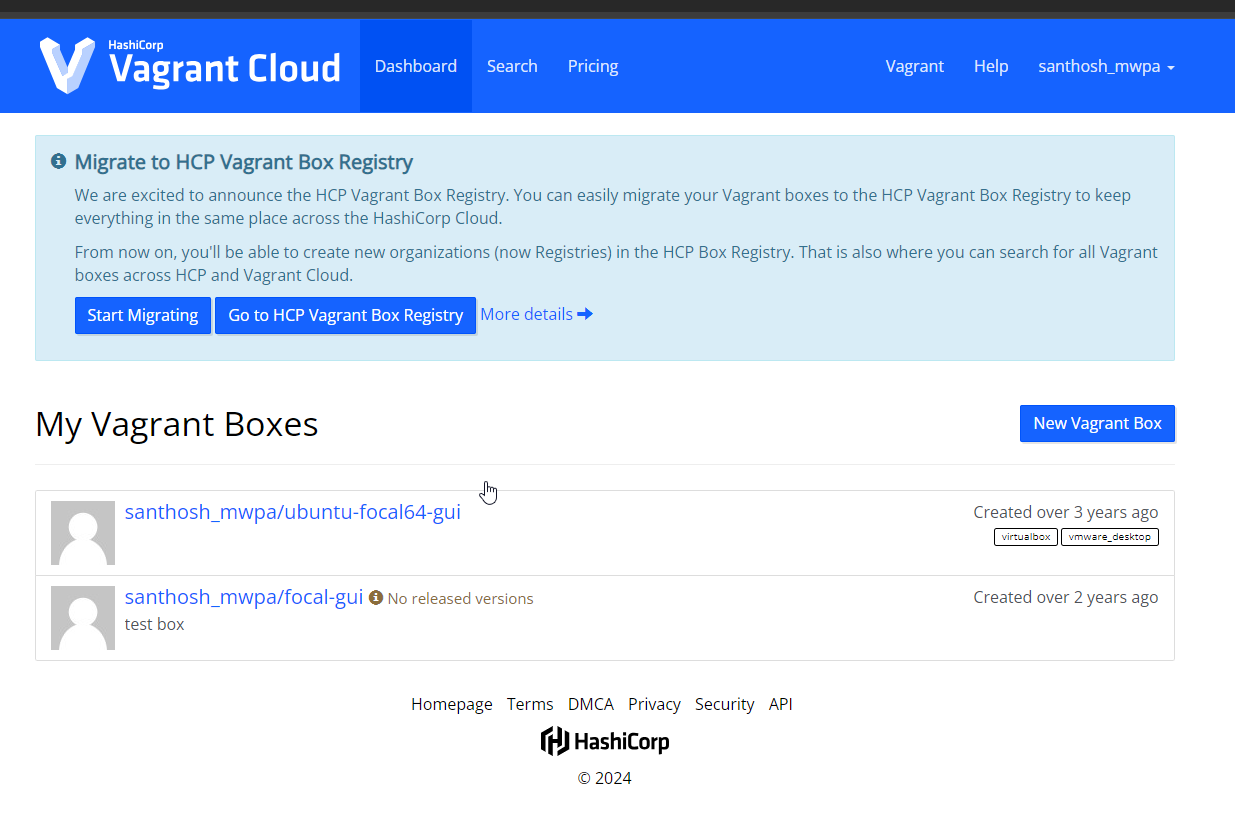 HashiCorp
Vagrant Cloud
Dashboard Search Pricing Vagrant Help santhosh_mwpa
Migrate to HCP Vagrant Box Registry
We are excited to announce the HCP Vagrant Box Registry. You can easily migrate your Vagrant boxes to the HCP Vagrant Box Registry to keep
everything in the same place across the HashiCorp Cloud.
From now on, you'll be able to create new organizations (now Registries) in the HCP Box Registry. That is also where you can search for all Vagrant
boxes across HCP and Vagrant Cloud.
Start Migrating Go to HCP Vagrant Box Registry More details
My Vagrant Boxes New Vagrant Box
santhosh_mwpa/ubuntu-focal64-gui Created over 3 years ago
virtualbox vmware_desktop
santhosh_mwpa/focal-gui No released versions Created over 2 years ago
test box
Homepage Terms DMCA Privacy Security API
HashiCorp
© 2024